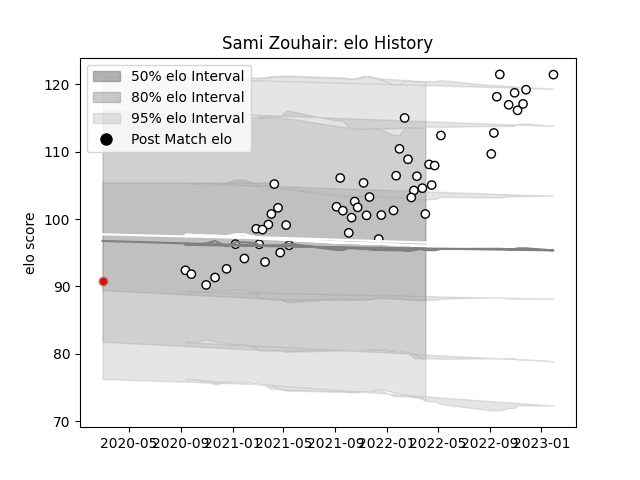 Sami Zouhair: elo History
50% elo Interval
80% elo Interval
95% elo Interval
Post Match elo
elo score
120
110
100
90
80
70
2020-05 2020-09 2021-01 2021-05 2021-09 2022-01 2022-05 2022-09 2023-01